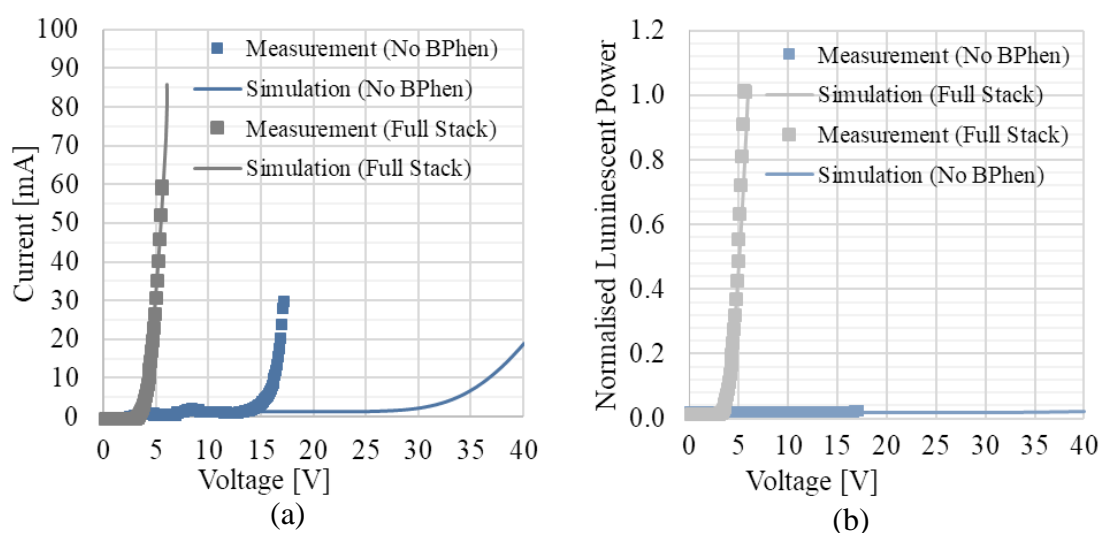 100
90
80
70
60
50
40
30
20
10
0
Current [mA]
Measurement (No BPhen)
Simulation (No BPhen)
Measurement (Full Stack)
Simulation (Full Stack)
0 5 10 15 20 25 30 35 40
Voltage [V]
(a)
1.2
1.0
0.8
0.6
0.4
0.2
0.0
Normalised Luminescent Power
Measurement (No BPhen)
Simulation (Full Stack)
Measurement (Full Stack)
Simulation (No BPhen)
0 5 10 15 20 25 30 35 40
Voltage [V]
(b)